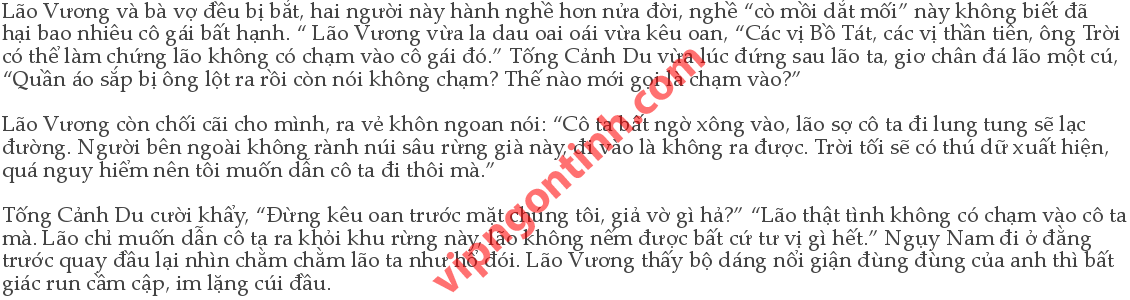 Lão Vương và bà vợ đều bị bắt, hai người này hành nghề hơn nửa đời, nghề “cò mồi dắt mối” này không biết đã
hại bao nhiêu cô gái bất hạnh. “ Lão Vương vừa la đau oai oái vừa kêu oan, “Các vị Bồ Tát, các vị thần tiên, ông Trời
có thể làm chứng lão không có chạm vào cô gái đó.” Tống Cảnh Du vừa lúc đứng sau lão ta, giơ chân đá lão một cú,
“Quần áo sắp bị ông lột ra rồi còn nói không chạm? Thế nào mới gọi là chạm vào?”
Lão Vương còn chối cãi cho mình, ra vẻ khôn ngoan nói: “Cô ta bất ngờ xông vào, lão sợ cô ta đi lung tung sẽ lạc
đường. Người bên ngoài không rành núi sâu rừng già này, đi vào là không ra được. Trời tối sẽ có thú dữ xuất hiện,
quá nguy hiểm nên tôi muốn dẫn cô ta đi thôi mà.”
Tống Cảnh Du cười khẩy, “Đừng kêu oan trước mặt chúng tôi, giả vờ gì hả?” “Lão thật tình không có chạm vào cô ta
mà. Lão chỉ muốn dẫn cô ta ra khỏi khu rừng này, lão không nếm được bất cứ tư vị gì hết.” Ngụy Nam đi ở đằng
trước quay đầu lại nhìn chằm chằm lão ta như hổ đói. Lão Vương thấy bộ dáng nổi giận đùng đùng của anh thì bất
giác run cầm cập, im lặng cúi đầu.
vipngontinh.com